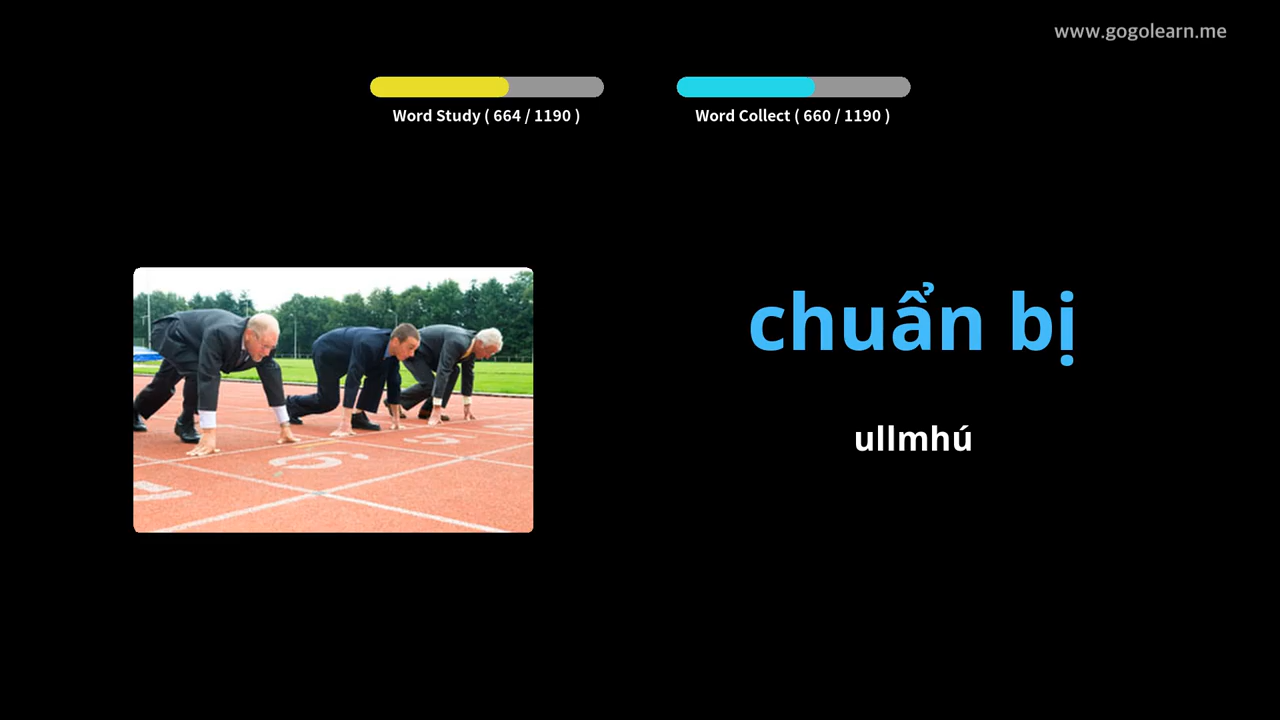 www.gogolearn.me
Word Study ( 664 / 1190 )
Word Collect ( 660 / 1190 )
chuẩn bị
ullmhú